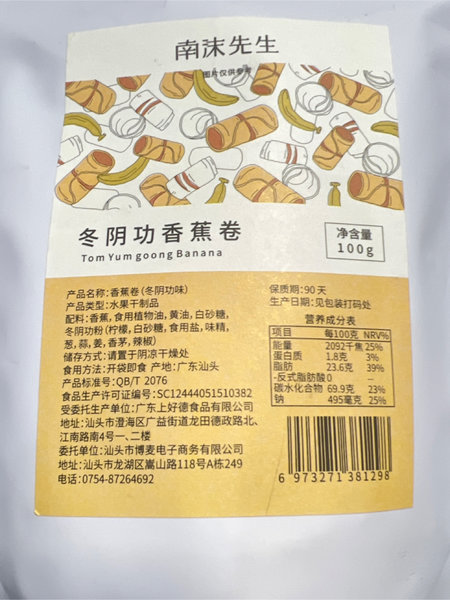 南沫先生
图片仅供参考
冬阴功香蕉卷
Tom Yum goong Banana
净含量
100g
产品名称:香蕉卷(冬阴功味)
产品类型:水果干制品
配料:香蕉,食用植物油,黄油,白砂糖,
冬阴功粉(柠檬,白砂糖,食用盐,味精,
葱,蒜,姜,香茅,辣椒)
储存方式:请置于阴凉干燥处
食用方法:开袋即食 产地:广东汕头
产品标准号:QB/T 2076
食品生产许可证编号:SC12444051510382
受委托生产单位:广东上好德食品有限公司
地址:汕头市澄海区广益街道龙田德政路北、
江南路南4号一、二楼
委托单位:汕头市博麦电子商务有限公司
地址:汕头市龙湖区嵩山路118号A栋249
电话:0754-87264692
保质期:90天
生产日期:见包装打码处
营养成分表
项目 每100克 NRV%
能量 2092千焦 25%
蛋白质 1.8克 3%
脂肪 23.6克 39%
-反式脂肪酸 0 --
碳水化合物 69.9克 23%
钠 495毫克 25%
6 973271 381298